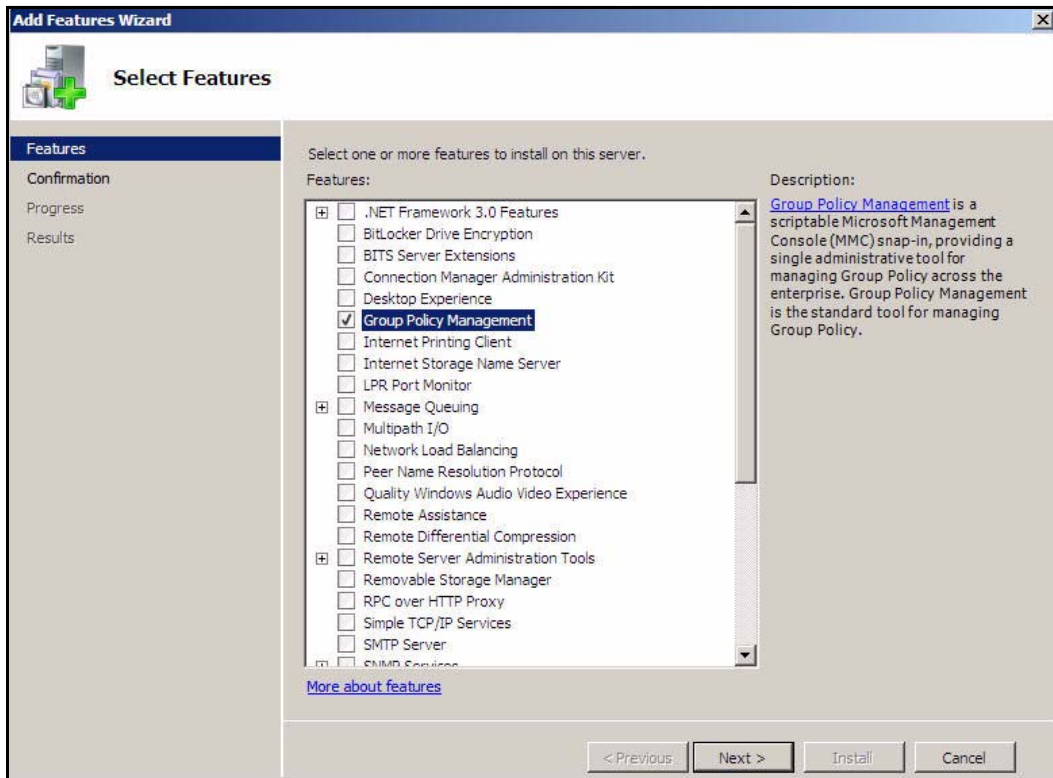 Add Features Wizard
Select Features
Features
Confirmation
Progress
Results
Select one or more features to install on this server.
Features:
.NET Framework 3.0 Features
BitLocker Drive Encryption
BITS Server Extensions
Connection Manager Administration Kit
Desktop Experience
Group Policy Management
Internet Printing Client
Internet Storage Name Server
LPR Port Monitor
Message Queuing
Multipath I/O
Network Load Balancing
Peer Name Resolution Protocol
Quality Windows Audio Video Experience
Remote Assistance
Remote Differential Compression
Remote Server Administration Tools
Removable Storage Manager
RPC over HTTP Proxy
Simple TCP/IP Services
SMTP Server
SNMP Services
More about features
Description:
Group Policy Management is a
scriptable Microsoft Management
Console (MMC) snap-in, providing a
single administrative tool for
managing Group Policy across the
enterprise. Group Policy Management
is the standard tool for managing
Group Policy.
< Previous
Next >
Install
Cancel